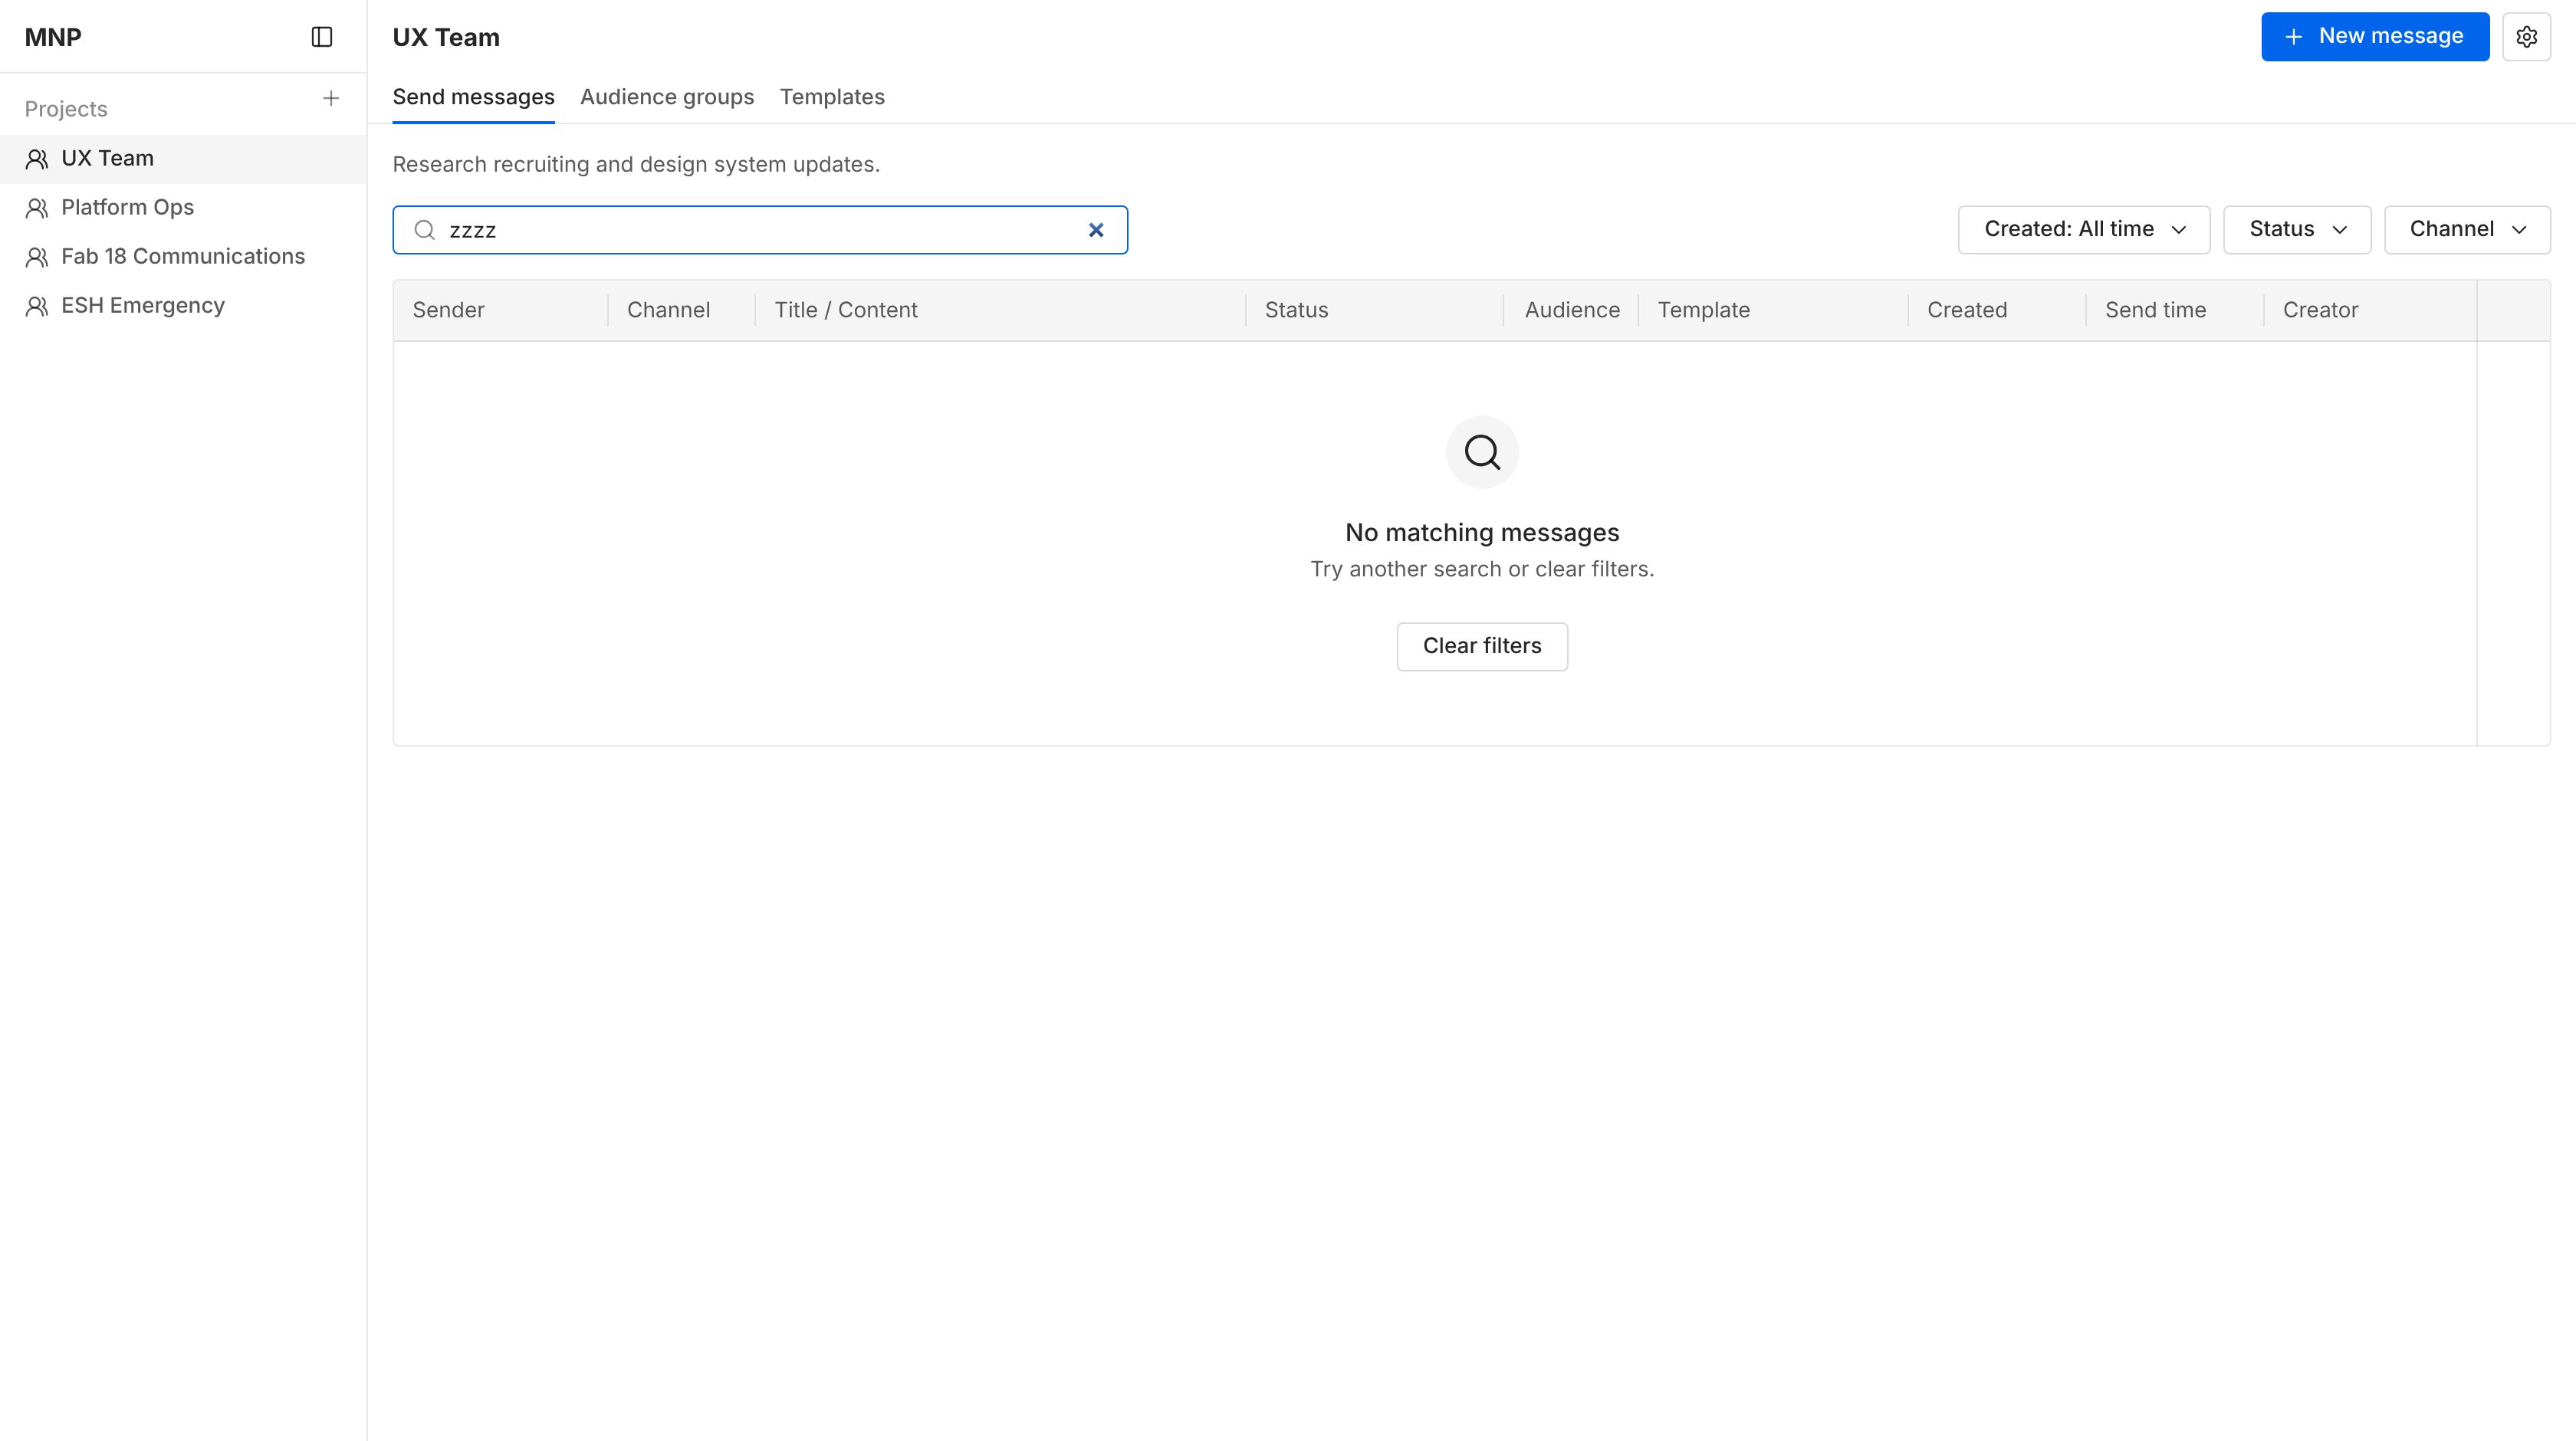 MNP
Projects
UX Team
Platform Ops
Fab 18 Communications
ESH Emergency
UX Team
New message
Send messages Audience groups Templates
Research recruiting and design system updates.
zzzz
Created: All time Status Channel
Sender Channel Title / Content Status Audience Template Created Send time Creator
No matching messages
Try another search or clear filters.
Clear filters